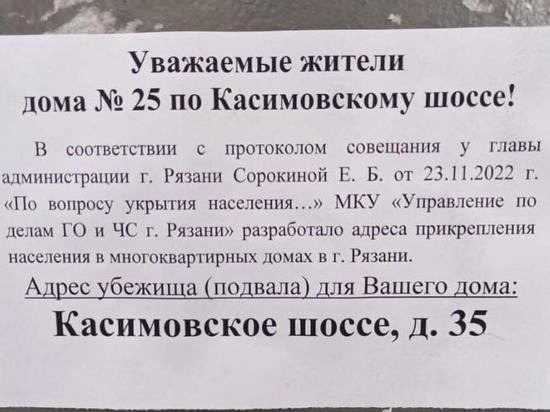 Уважаемые жители
дома № 25 по Касимовскому шоссе!
В соответствии с протоколом совещания у главы
администрации г. Рязани Сорокиной Е. Б. от 23.11.2022 г.
«По вопросу укрытия населения…» МКУ «Управление по
делам ГО и ЧС г. Рязани» разработало адреса прикрепления
населения в многоквартирных домах в г. Рязани.
Адрес убежища (подвала) для Вашего дома:
Касимовское шоссе, д. 35